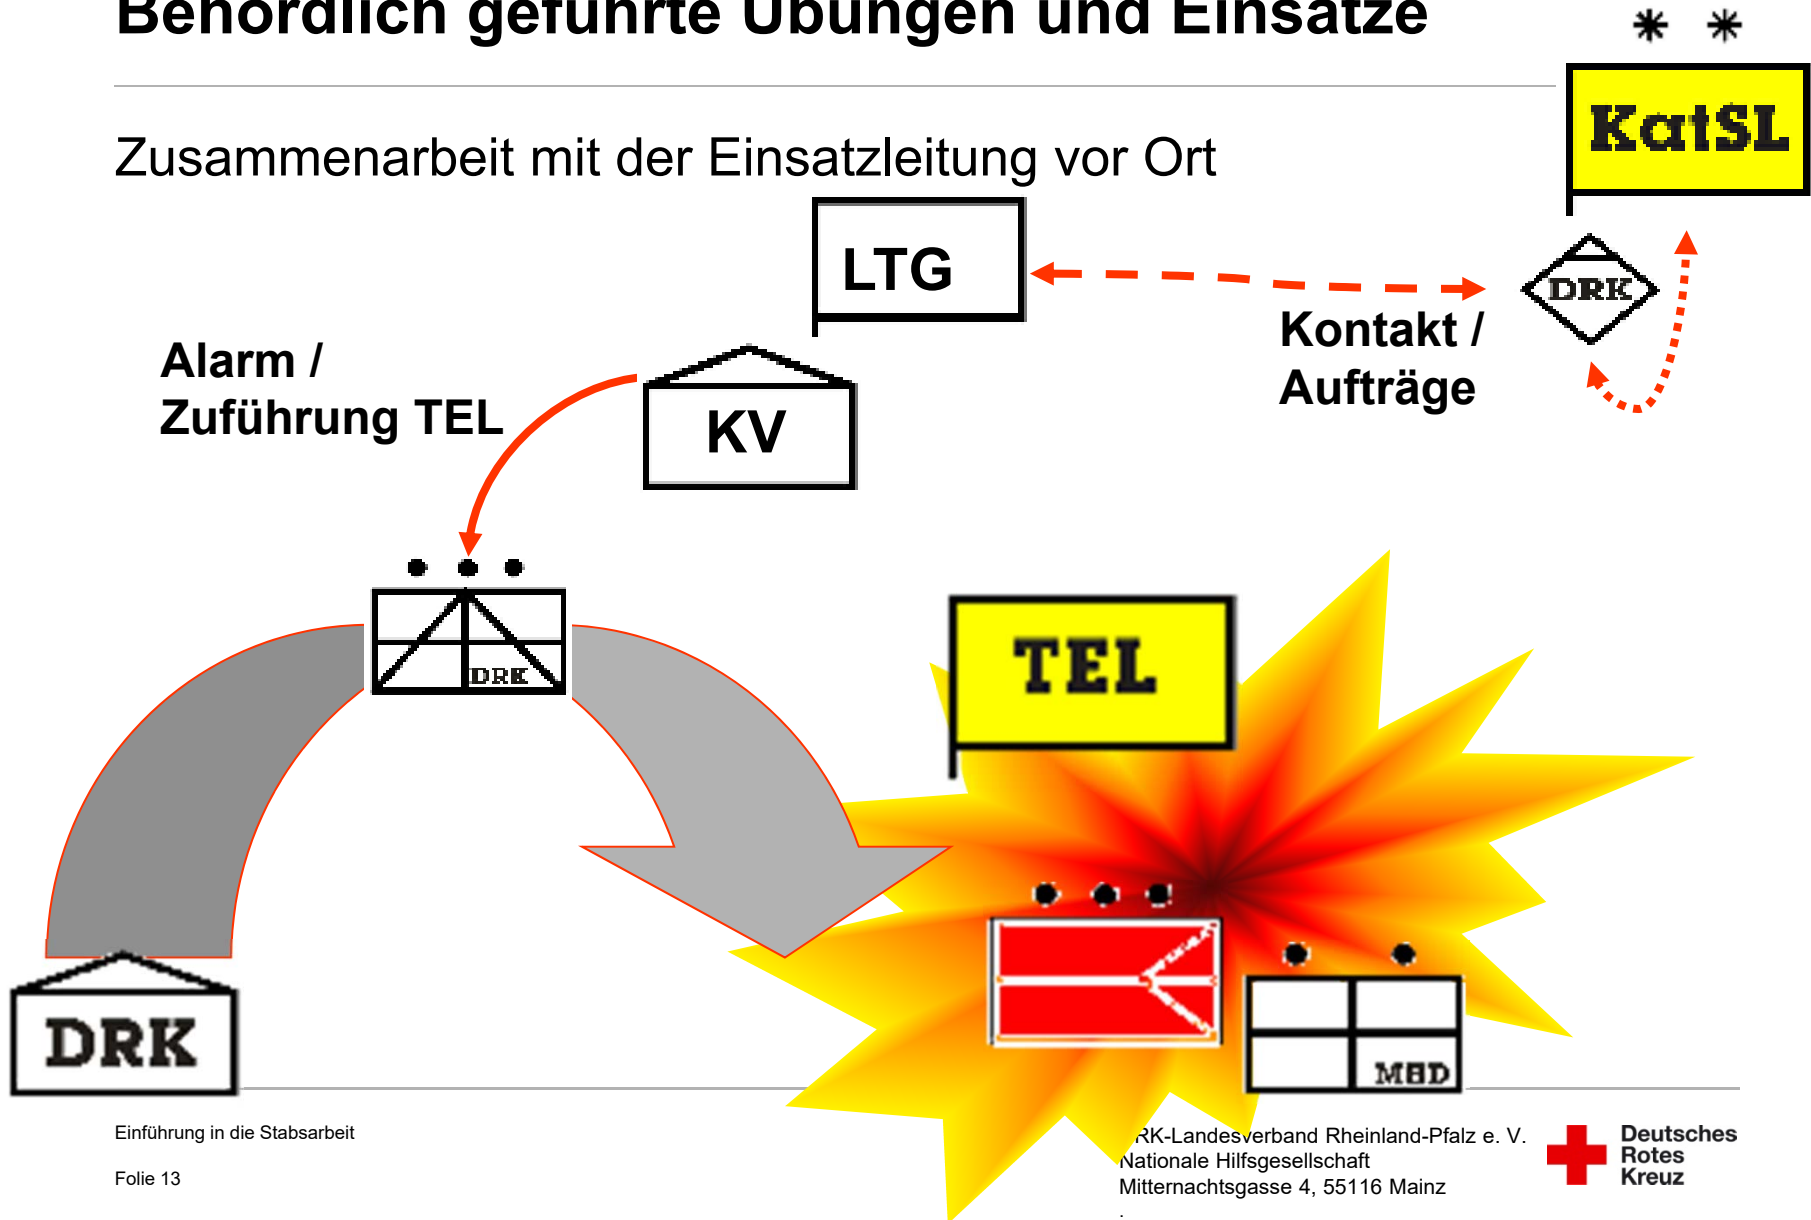 Behördlich geführte Übungen und Einsätze
KatSL
Zusammenarbeit mit der Einsatzleitung vor Ort
LTG
DRK
Kontakt /
Aufträge
Alarm /
Zuführung TEL
KV
DRK
TEL
MHD
DRK
Einführung in die Stabsarbeit
Folie 13
RK-Landesverband Rheinland-Pfalz e. V.
Nationale Hilfsgesellschaft
Mitternachtsgasse 4, 55116 Mainz
.
Deutsches
Rotes
Kreuz